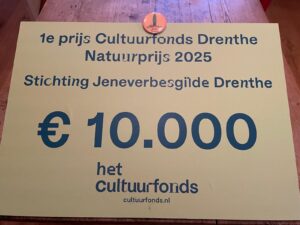 1e prijs Cultuurfonds Drenthe
Natuurprijs 2025
Stichting Jeneverbesgilde Drenthe
€ 10.000
het
cultuurfonds
cultuurfonds.nl